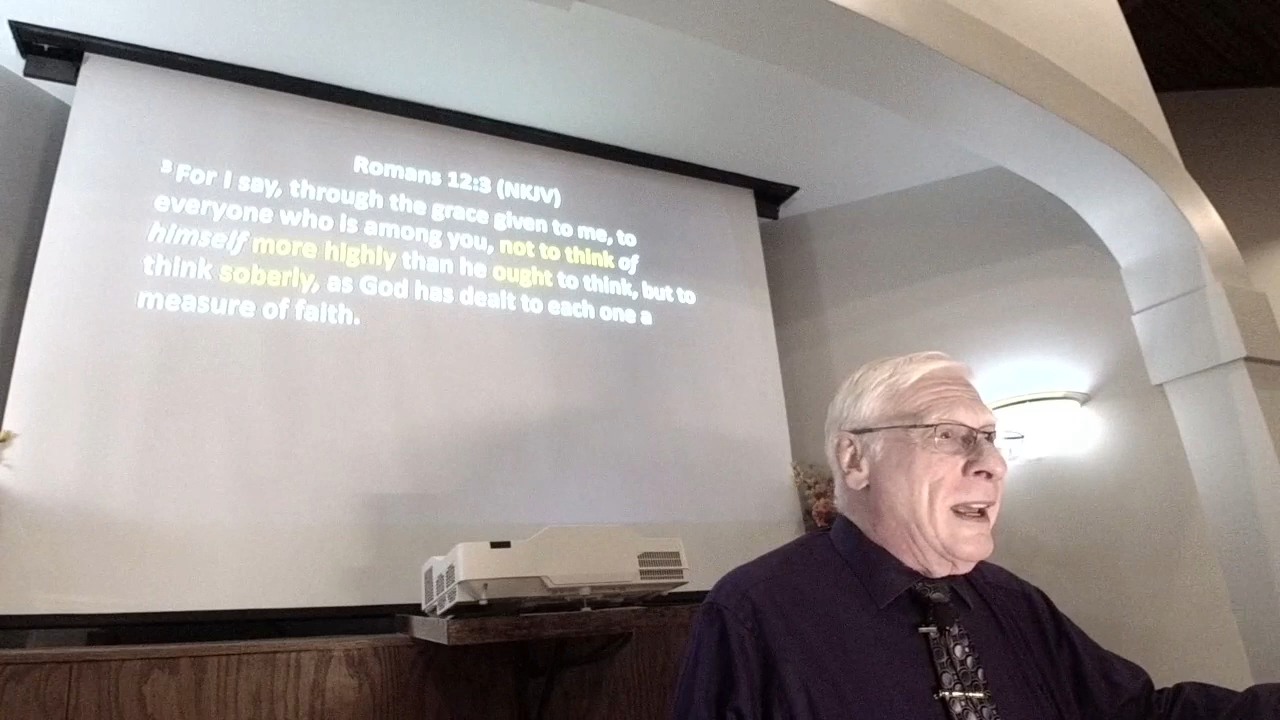 Romans 12:3 (NKJV)
³ For I say, through the grace given to me, to
everyone who is among you, not to think of
himself more highly than he ought to think, but to
think soberly, as God has dealt to each one a
measure of faith.